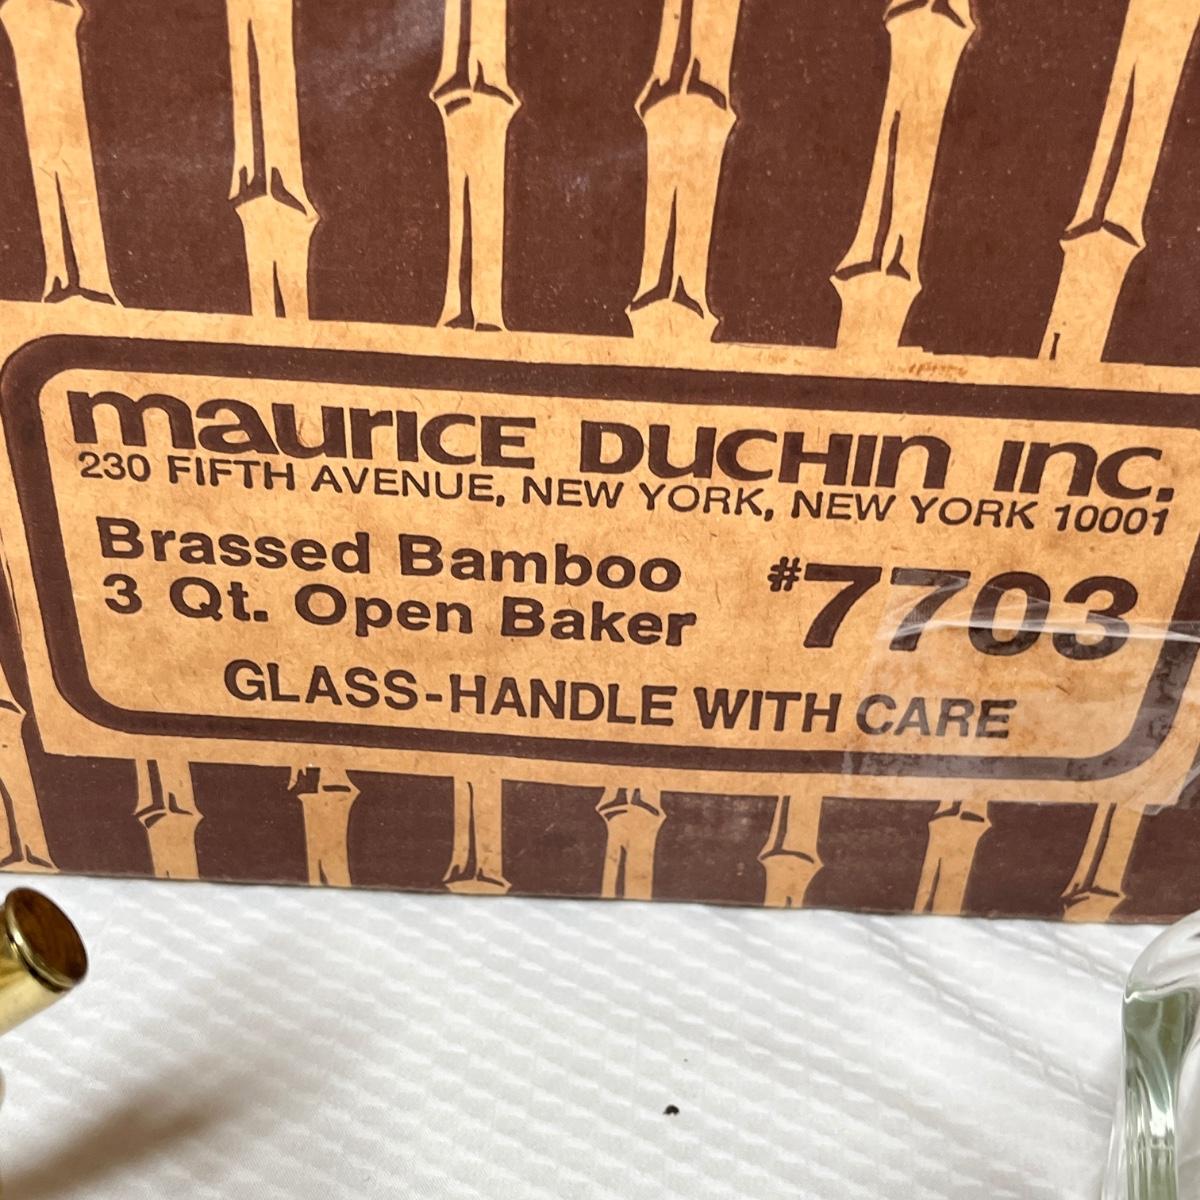 maurice Duchin inc.
230 FIFTH AVENUE, NEW YORK, NEW YORK 10001
Brassed Bamboo
3 Qt. Open Baker
#7703
GLASS-HANDLE WITH CARE